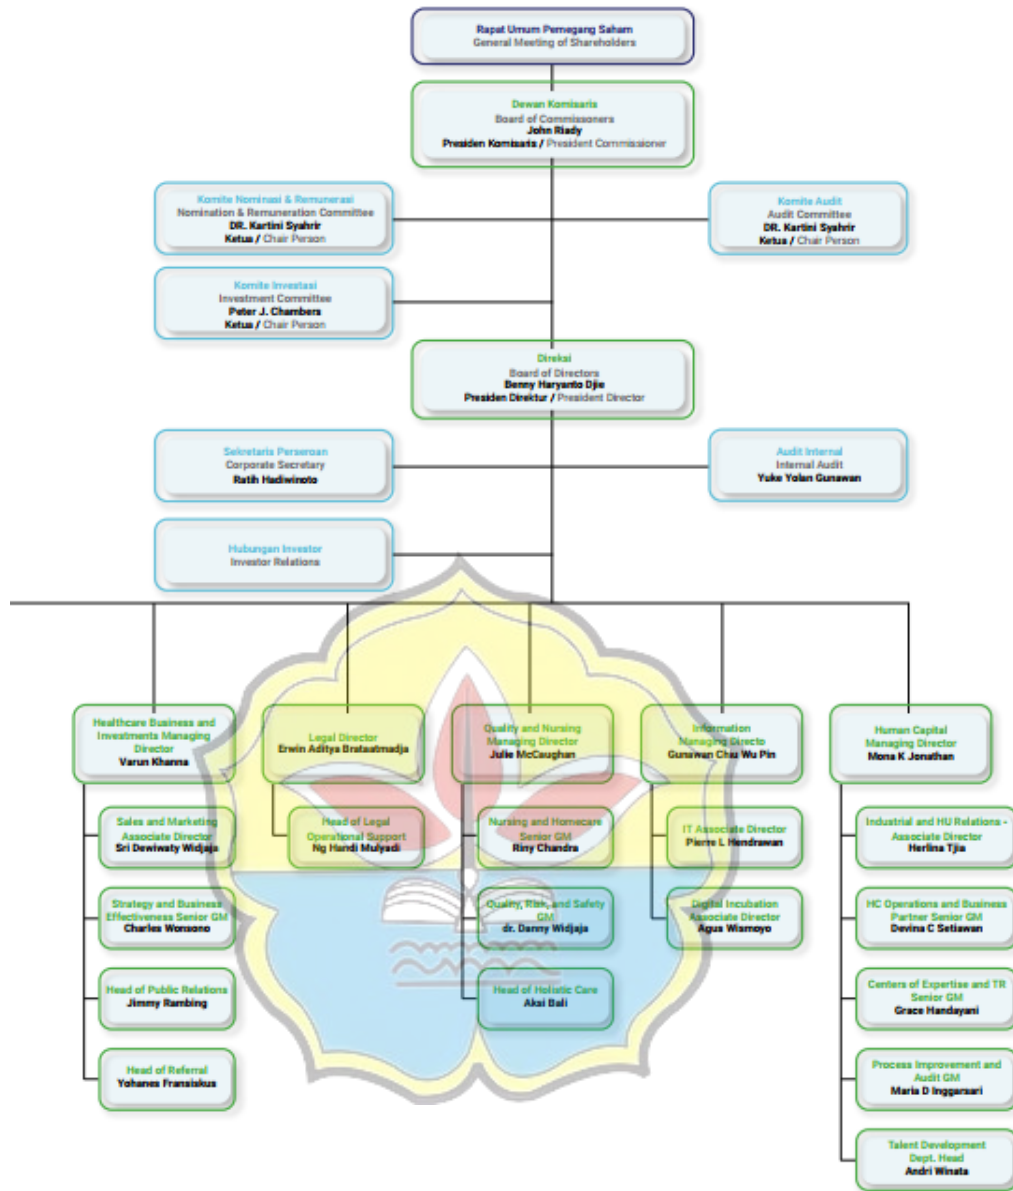 Rapat Umum Pemegang Saham
General Meeting of Shareholders
Dewan Komisaris
Board of Commissoners
John Riady
Presiden Komisaris / President Commissioner
Komite Nominasi & Remunerasi
Nomination & Remuneration Committee
DR. Kartini Syahrir
Ketua / Chair Person
Komite Audit
Audit Committee
DR. Kartini Syahrir
Ketua / Chair Person
Komite Investasi
Investment Committee
Peter J. Chambers
Ketua / Chair Person
Direksi
Board of Directors
Benny Haryanto Djie
Presiden Direktur / President Director
Sekretaris Perseroan
Corporate Secretary
Ratih Hadiwinoto
Audit Internal
Internal Audit
Yuke Yolan Gunawan
Hubungan Investor
Investor Relations
Healthcare Business and
Investments Managing
Director
Varun Khanna
Legal Director
Erwin Aditya Brataatmadja
Quality and Nursing
Managing Director
Julie McCaughan
Information
Managing Directo
Gunawan Chau Wu Pin
Human Capital
Managing Director
Mona K Jonathan
Sales and Marketing
Associate Director
Sri Dewiwaty Widjaja
Head of Legal
Operational Support
Ng Handi Mulyadi
Nursing and Homecare
Senior GM
Riny Chandra
IT Associate Director
Pierre L Hendrawan
Industrial and HU Relations -
Associate Director
Herlina Tjia
Strategy and Business
Effectiveness Senior GM
Charles Wonsono
Quality, Risk, and Safety
GM
dr. Danny Widjaja
Digital Incubation
Associate Director
Agus Wismoyo
HC Operations and Business
Partner Senior GM
Devina C Setiawan
Head of Public Relations
Jimmy Rambing
Head of Holistic Care
Aksi Bali
Centers of Expertise and TR
Senior GM
Grace Handayani
Head of Referral
Yohanes Fransiskus
Process Improvement and
Audit GM
Maria D Inggarsari
Talent Development
Dept. Head
Andri Winata